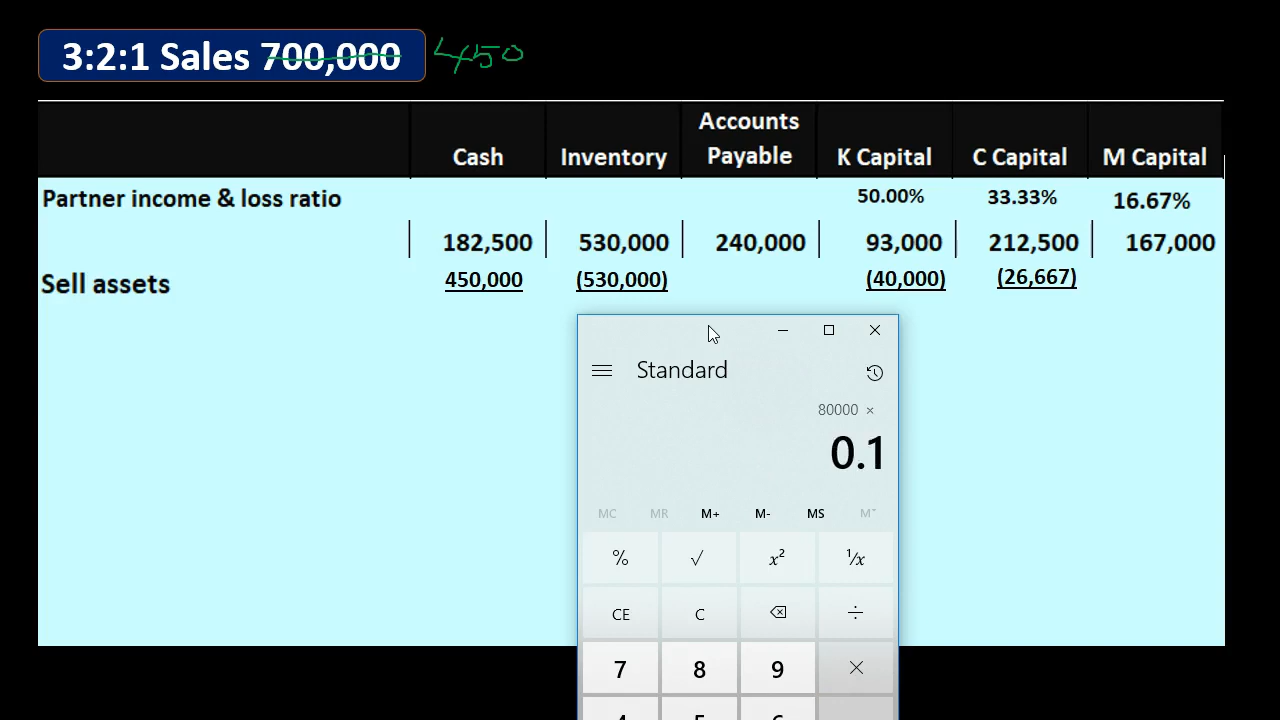 3:2:1 Sales 700,000 450
Accounts
Cash Inventory Payable K Capital C Capital M Capital
Partner income & loss ratio 50.00% 33.33% 16.67%
182,500 530,000 240,000 93,000 212,500 167,000
Sell assets 450,000 (530,000) (40,000) (26,667)
Standard
80000 ×
0.1
MC MR M+ M- MS M˅
% √ x² ¹/x
CE C ÷
7 8 9 ×
4 5 6